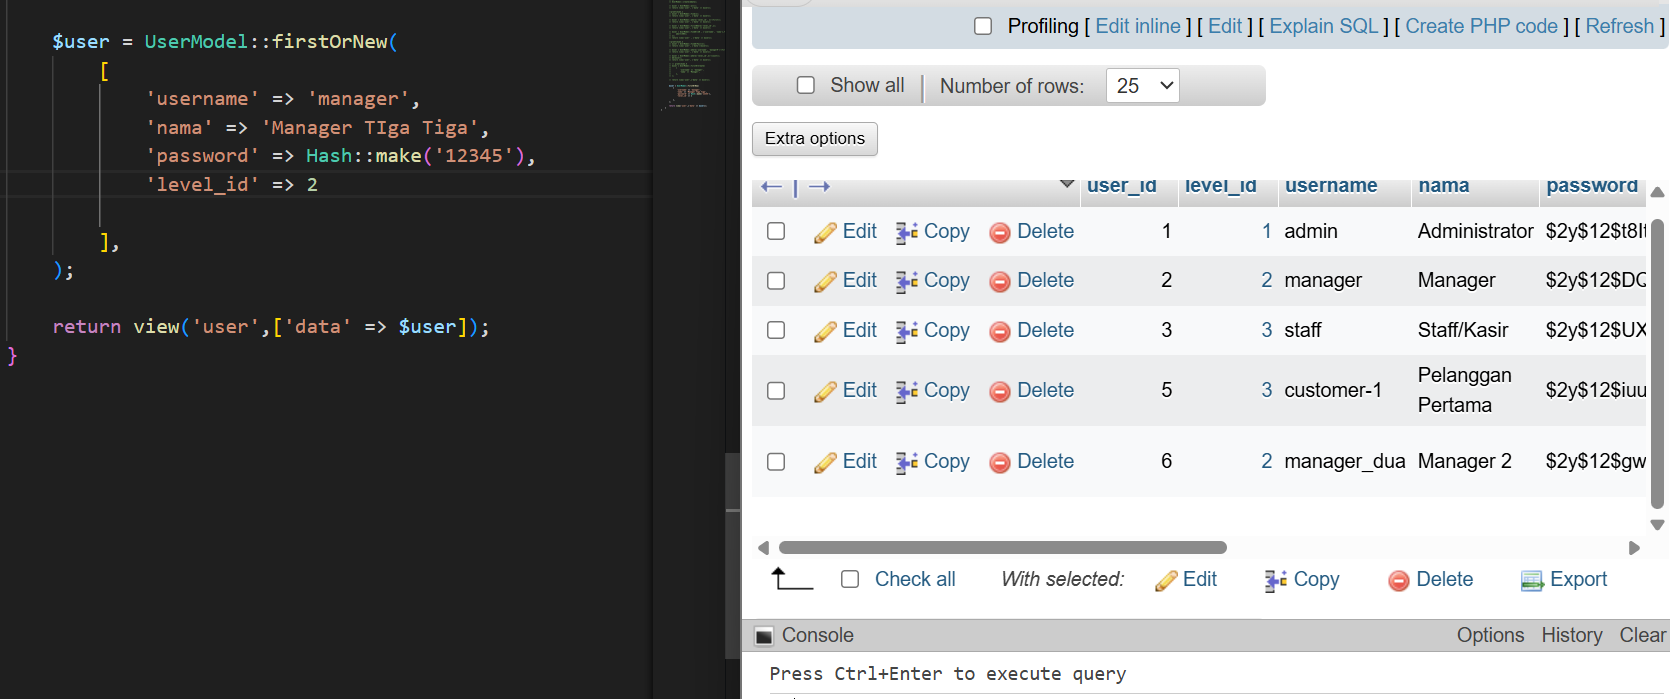 $user = UserModel::firstOrNew(
[
'username' => 'manager',
'nama' => 'Manager TIga Tiga',
'password' => Hash::make('12345'),
'level_id' => 2
],
);
return view('user',['data' => $user]);
}
Profiling [ Edit inline ] [ Edit ] [ Explain SQL ] [ Create PHP code ] [ Refresh ]
Show all | Number of rows: 25
Extra options
user_id level_id username nama password
Edit Copy Delete 1 1 admin Administrator $2y$12$t8I
Edit Copy Delete 2 2 manager Manager $2y$12$DQ
Edit Copy Delete 3 3 staff Staff/Kasir $2y$12$UX
Edit Copy Delete 5 3 customer-1 Pelanggan Pertama $2y$12$iuu
Edit Copy Delete 6 2 manager_dua Manager 2 $2y$12$gw
Check all With selected: Edit Copy Delete Export
Console Options History Clear
Press Ctrl+Enter to execute query